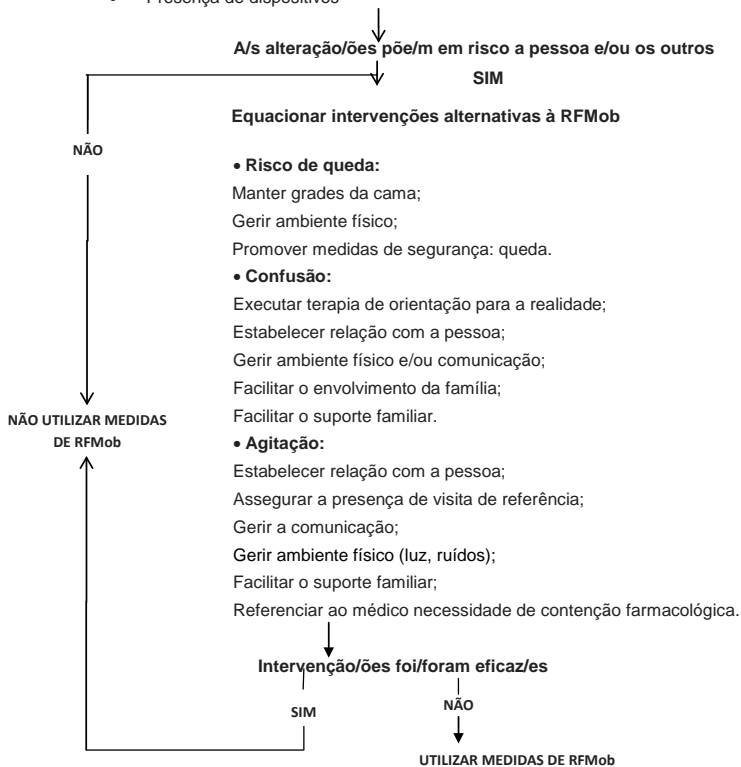 • Presença de dispositivos
A/s alteração/ões põe/m em risco a pessoa e/ou os outros
SIM
Equacionar intervenções alternativas à RFMob
NÃO
• Risco de queda:
Manter grades da cama;
Gerir ambiente físico;
Promover medidas de segurança: queda.
• Confusão:
Executar terapia de orientação para a realidade;
Estabelecer relação com a pessoa;
Gerir ambiente físico e/ou comunicação;
Facilitar o envolvimento da família;
Facilitar o suporte familiar.
NÃO UTILIZAR MEDIDAS
DE RFMob
• Agitação:
Estabelecer relação com a pessoa;
Assegurar a presença de visita de referência;
Gerir a comunicação;
Gerir ambiente físico (luz, ruídos);
Facilitar o suporte familiar;
Referenciar ao médico necessidade de contenção farmacológica.
Intervenção/ões foi/foram eficaz/es
SIM
NÃO
UTILIZAR MEDIDAS DE RFMob